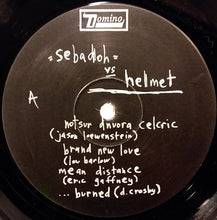 Domino
"sebadoh"
vs
helmet
A
notsur dnvora celcric
(jason loewenstein)
brand new love
(lou barlow)
mean distance
(eric gaffney)
... burned (d. crosby)